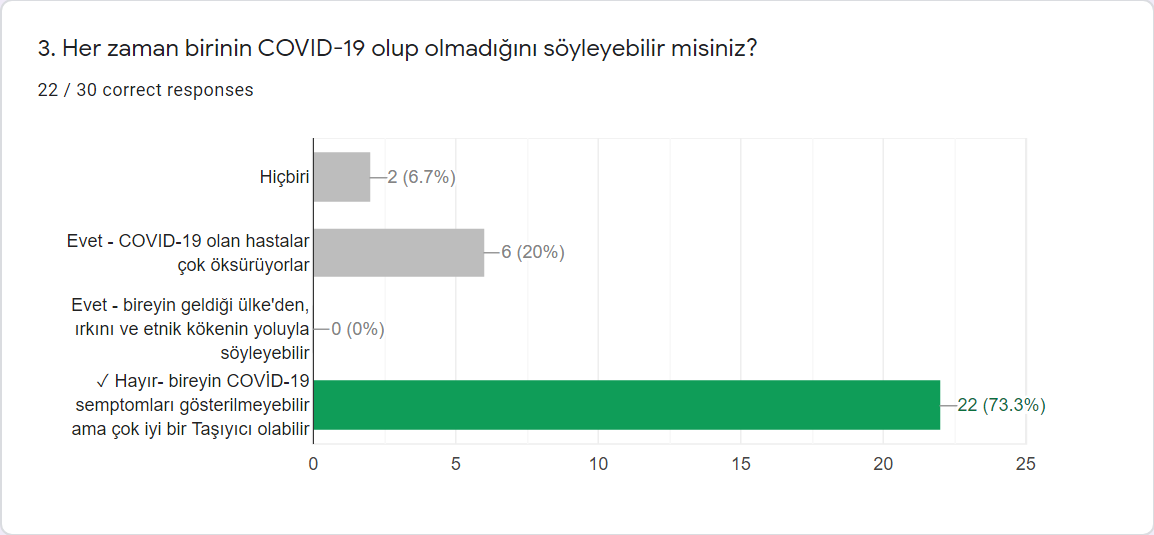 3. Her zaman birinin COVID-19 olup olmadığını söyleyebilir misiniz?
22 / 30 correct responses
Hiçbiri
2 (6.7%)
Evet - COVID-19 olan hastalar
çok öksürüyorlar
6 (20%)
Evet - bireyin geldiği ülke'den,
ırkını ve etnik kökenin yoluyla
söyleyebilir
0 (0%)
✓ Hayır- bireyin COVİD-19
semptomları gösterilmeyebilir
ama çok iyi bir Taşıyıcı olabilir
22 (73.3%)
0 5 10 15 20 25